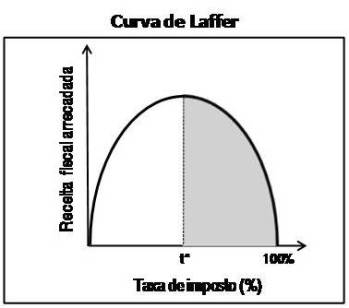 Curva de Laffer
Receita fiscal arrecadada
t*
100%
Taxa de imposto (%)